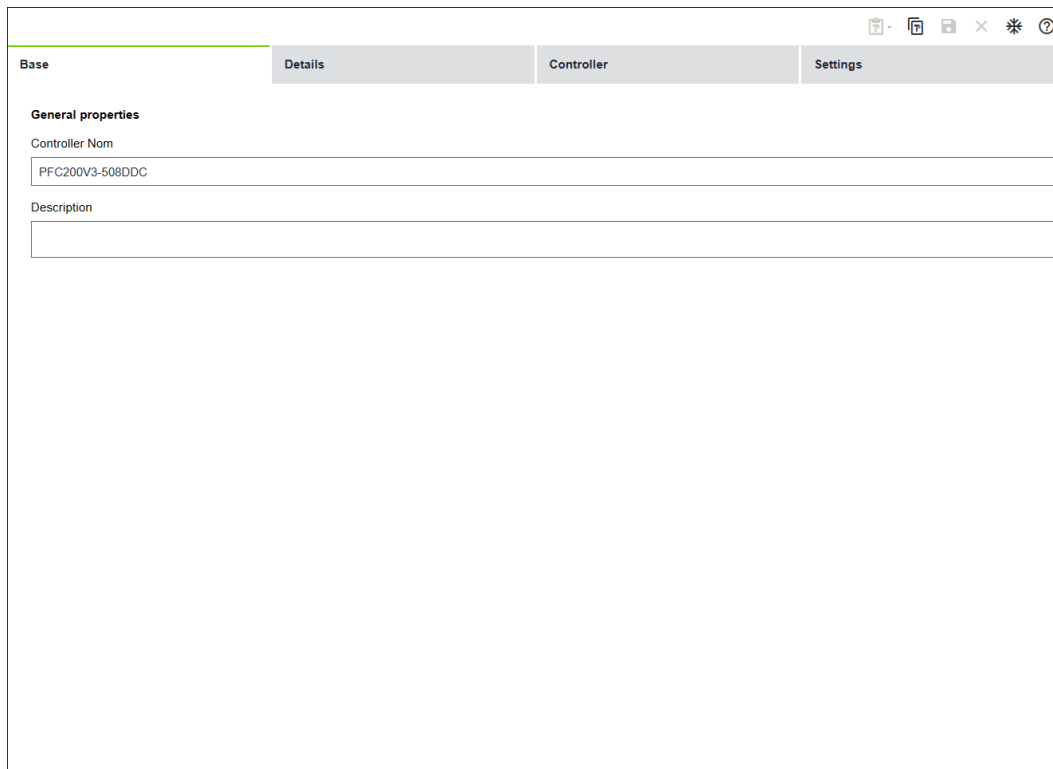 Base
Details
Controller
Settings
General properties
Controller Nom
PFC200V3-508DDC
Description